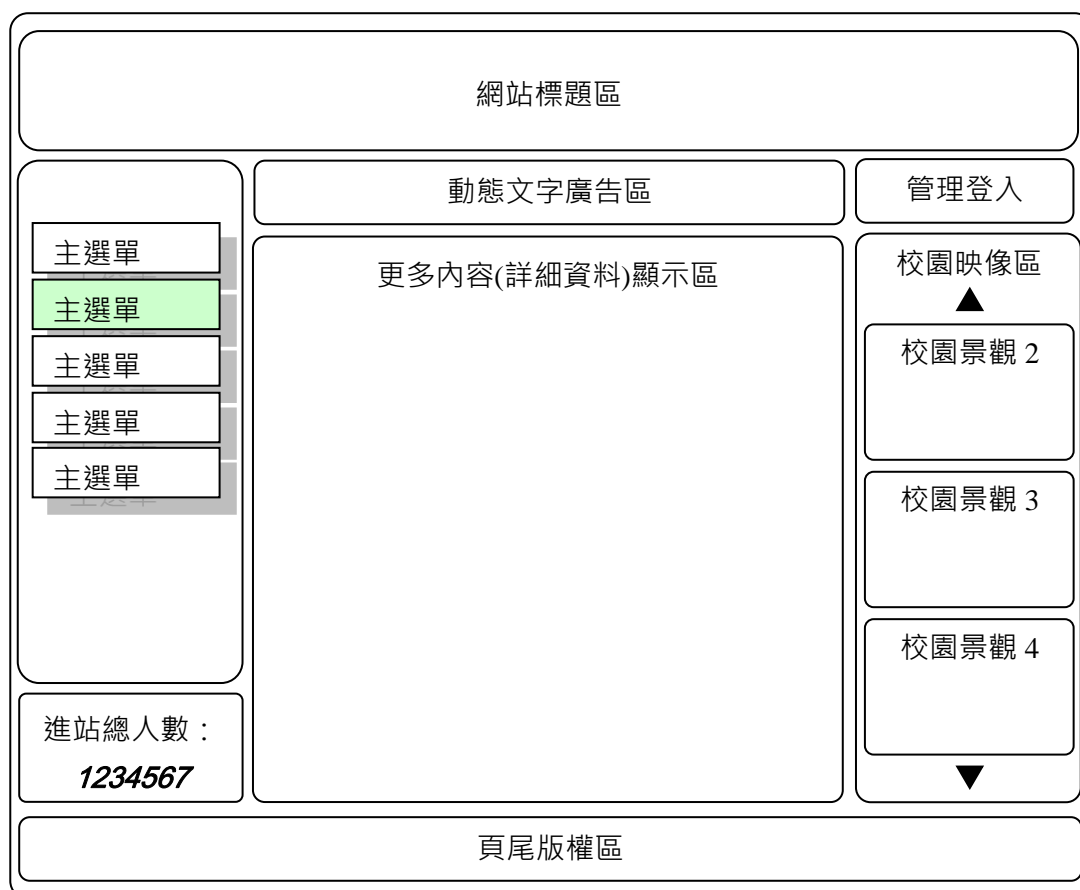 網站標題區
動態文字廣告區
管理登入
主選單
主選單
主選單
主選單
主選單
主選單
進站總人數：
1234567
更多內容(詳細資料)顯示區
校園映像區
▲
校園景觀 2
校園景觀 3
校園景觀 4
▼
頁尾版權區